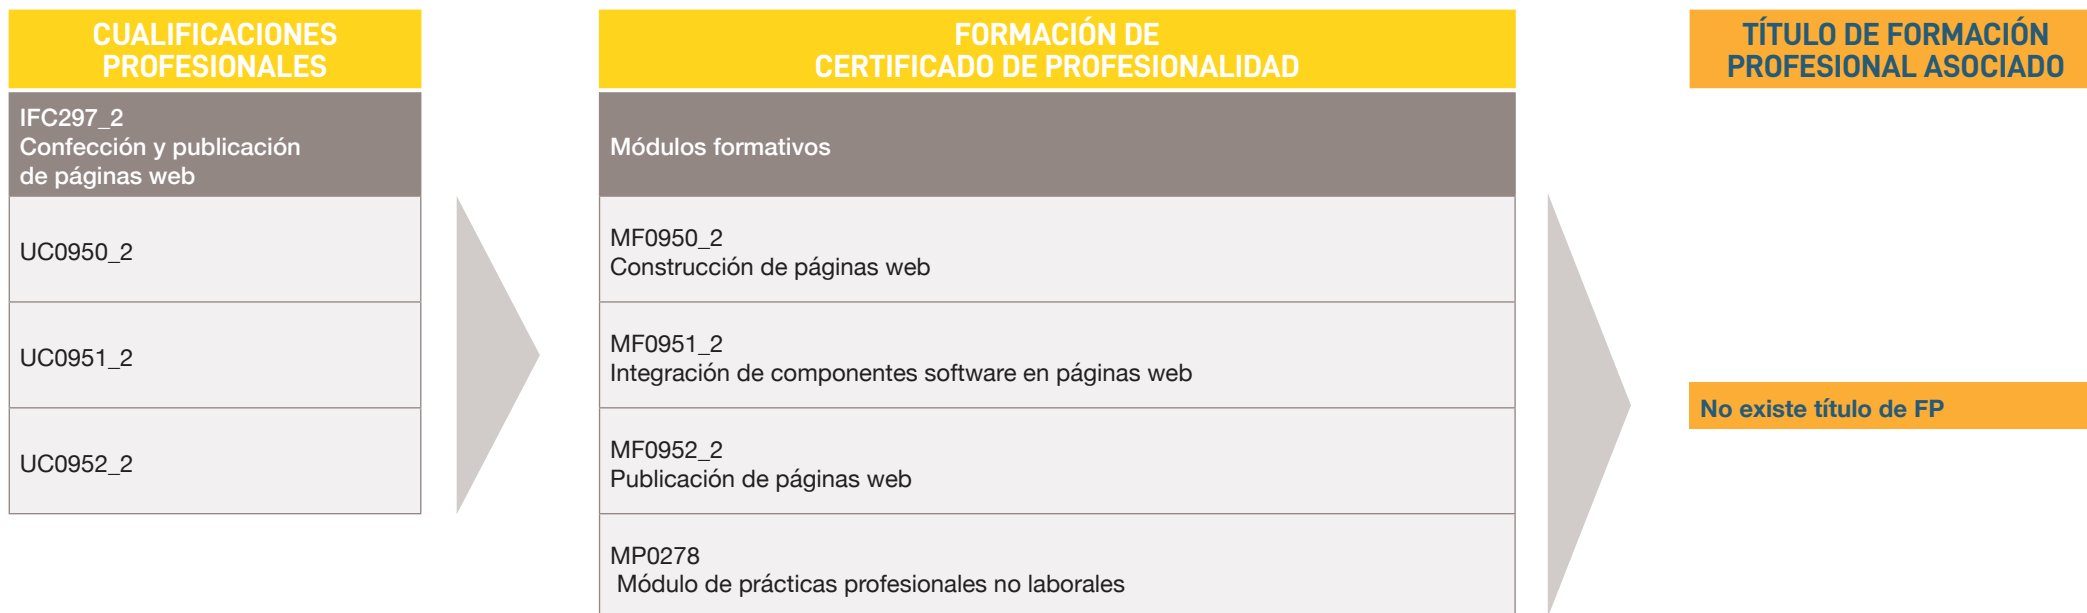 CUALIFICACIONES
PROFESIONALES
IFC297_2
Confección y publicación
de páginas web
UC0950_2
UC0951_2
UC0952_2
FORMACIÓN DE
CERTIFICADO DE PROFESIONALIDAD
Módulos formativos
MF0950_2
Construcción de páginas web
MF0951_2
Integración de componentes software en páginas web
MF0952_2
Publicación de páginas web
MP0278
Módulo de prácticas profesionales no laborales
TÍTULO DE FORMACIÓN
PROFESIONAL ASOCIADO
No existe título de FP